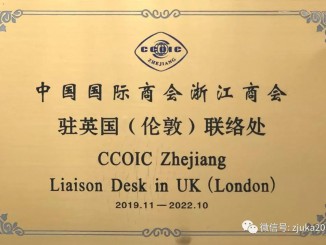 CCOIC
ZHEJIANG
中国国际商会浙江商会
驻英国(伦敦)联络处
CCOIC Zhejiang
Liaison Desk in UK (London)
2019.11—2022.10
微信号: zjuka20